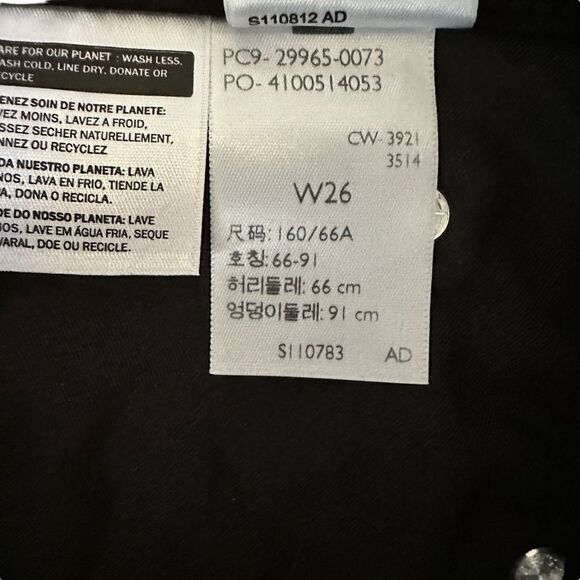 S110812 AD
ARE FOR OUR PLANET : WASH LESS,
ASH COLD, LINE DRY, DONATE OR
ECYCLE
ENEZ SOIN DE NOTRE PLANETE:
VEZ MOINS, LAVEZ A FROID,
SSEZ SECHER NATURELLEMENT,
NNEZ OU RECYCLEZ
DA NUESTRO PLANETA: LAVA
NOS, LAVA EN FRIO, TIENDE LA
PA, DONA O RECICLA.
DE DO NOSSO PLANETA: LAVE
NOS, LAVE EM ÁGUA FRIA, SEQUE
VARAL, DOE OU RECICLE.
PC9- 29965-0073
PO- 4100514053
CW- 3921
3514
W26
尺码: 160/66A
호칭: 66-91
허리둘레: 66 cm
엉덩이둘레: 91 cm
S110783 AD